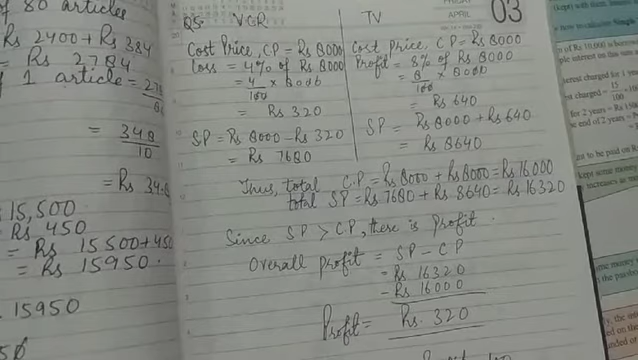 of 80 articles
Rs 2400 + Rs 384
= Rs 2784
1 article =
= 348
10
= Rs 34.8
15,500
Rs 450
= Rs 15500 + 450
= Rs 15950.
15950
APRIL
03
Q5: VCR
Cost Price, CP = Rs 8000
Loss = 4% of Rs 8000
= 4/100 × 8000
= Rs 320
SP = Rs 8000 - Rs 320
= Rs 7680
TV
Cost Price, CP = Rs 8000
Profit = 8% of Rs 8000
= 8/100 × 8000
= Rs 640
SP = Rs 8000 + Rs 640
= Rs 8640
Thus, total C.P = Rs 8000 + Rs 8000 = Rs 16000
total SP = Rs. 7680 + Rs. 8640 = Rs 16320
Since SP > CP, there is profit.
Overall profit = SP - CP
= Rs 16320
- Rs 16000
Profit = Rs. 320